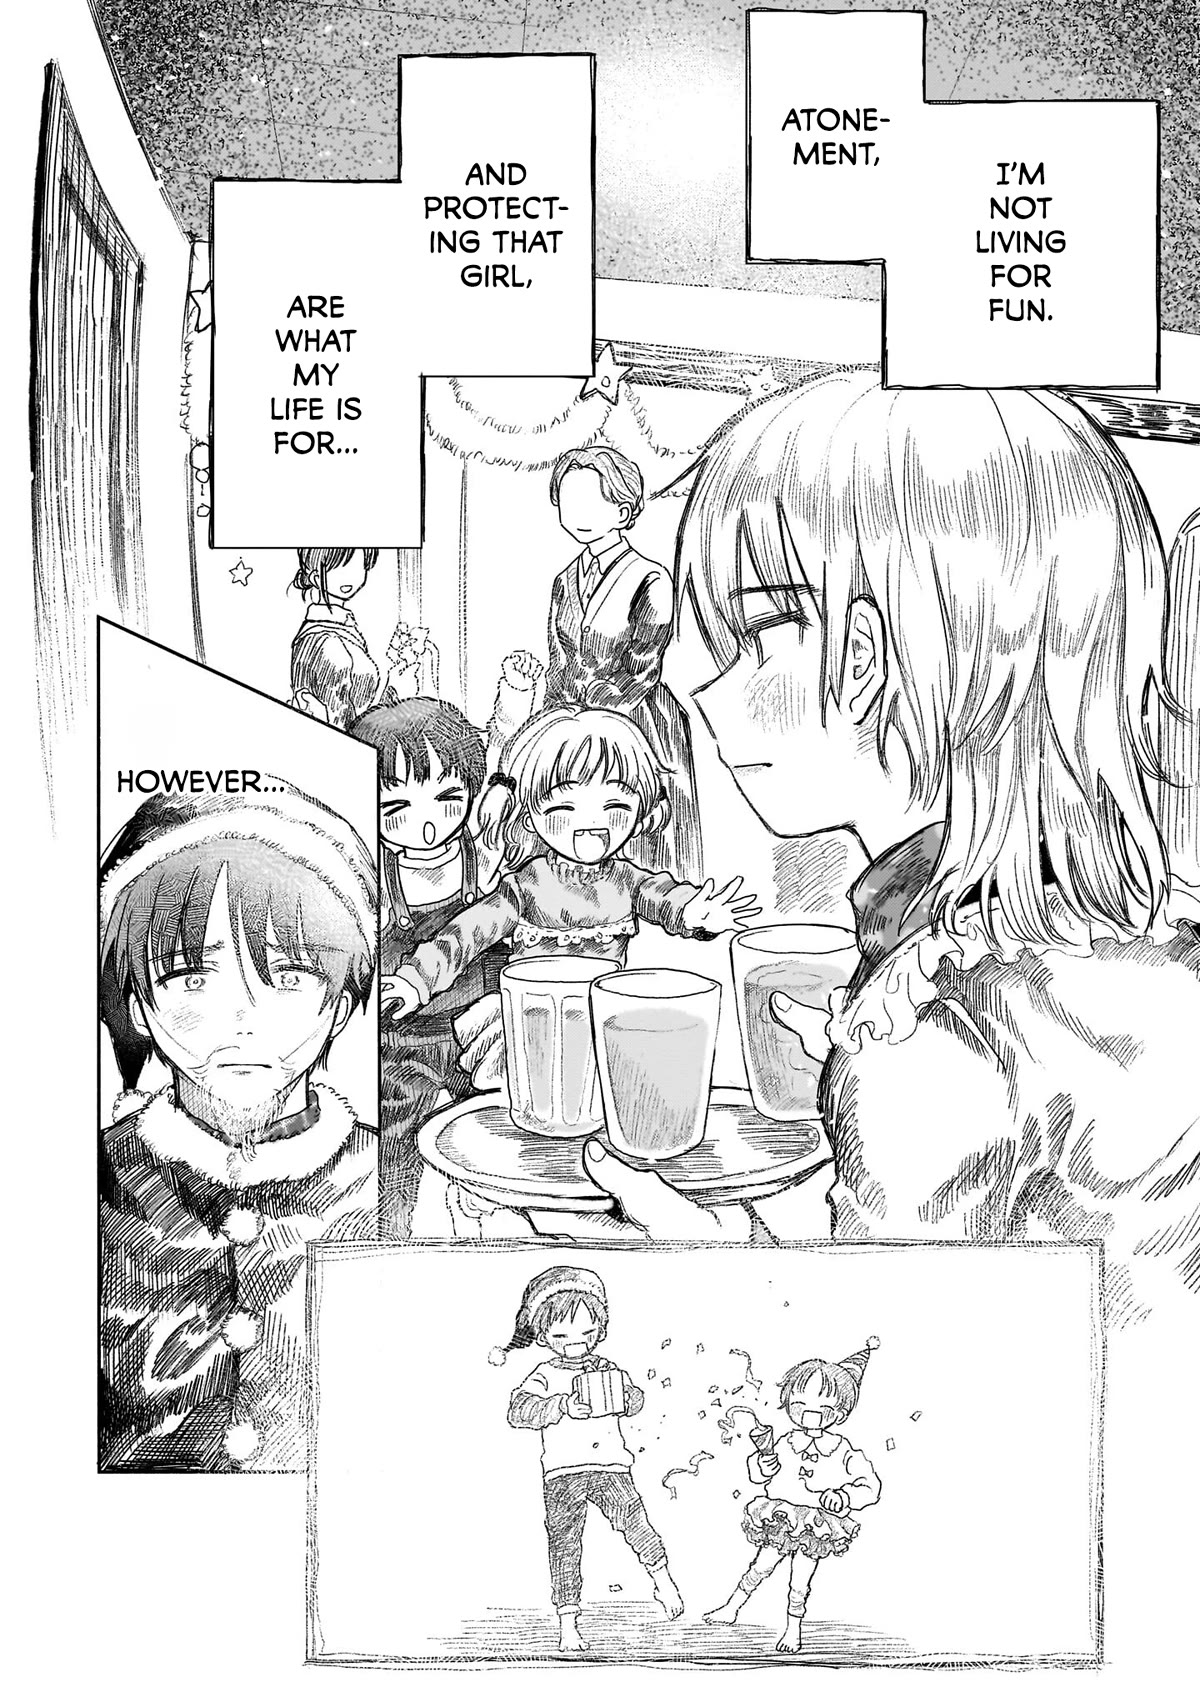 I'M
NOT
LIVING
FOR
FUN.
ATONE-
MENT,
AND
PROTECT-
ING THAT
GIRL,
ARE
WHAT
MY
LIFE IS
FOR...
HOWEVER...